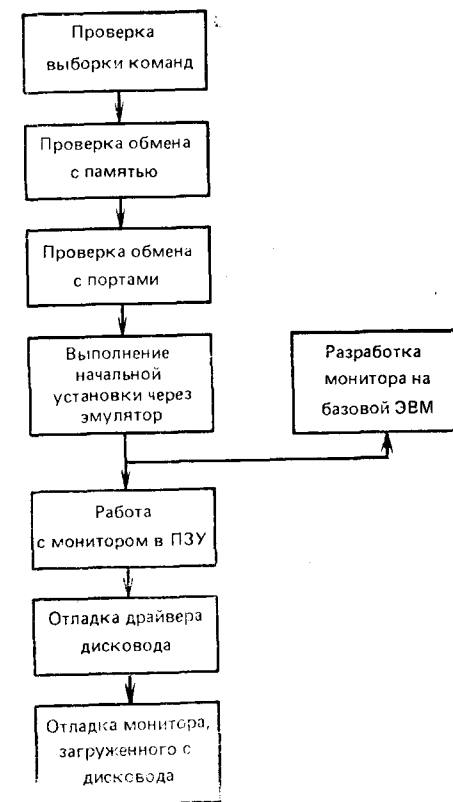 Проверка
выборки команд
Проверка обмена
с памятью
Проверка обмена
с портами
Выполнение
начальной
установки через
эмулятор
Разработка
монитора на
базовой ЭВМ
Работа
с монитором в ПЗУ
Отладка драйвера
дисковода
Отладка монитора,
загруженного с
дисковода